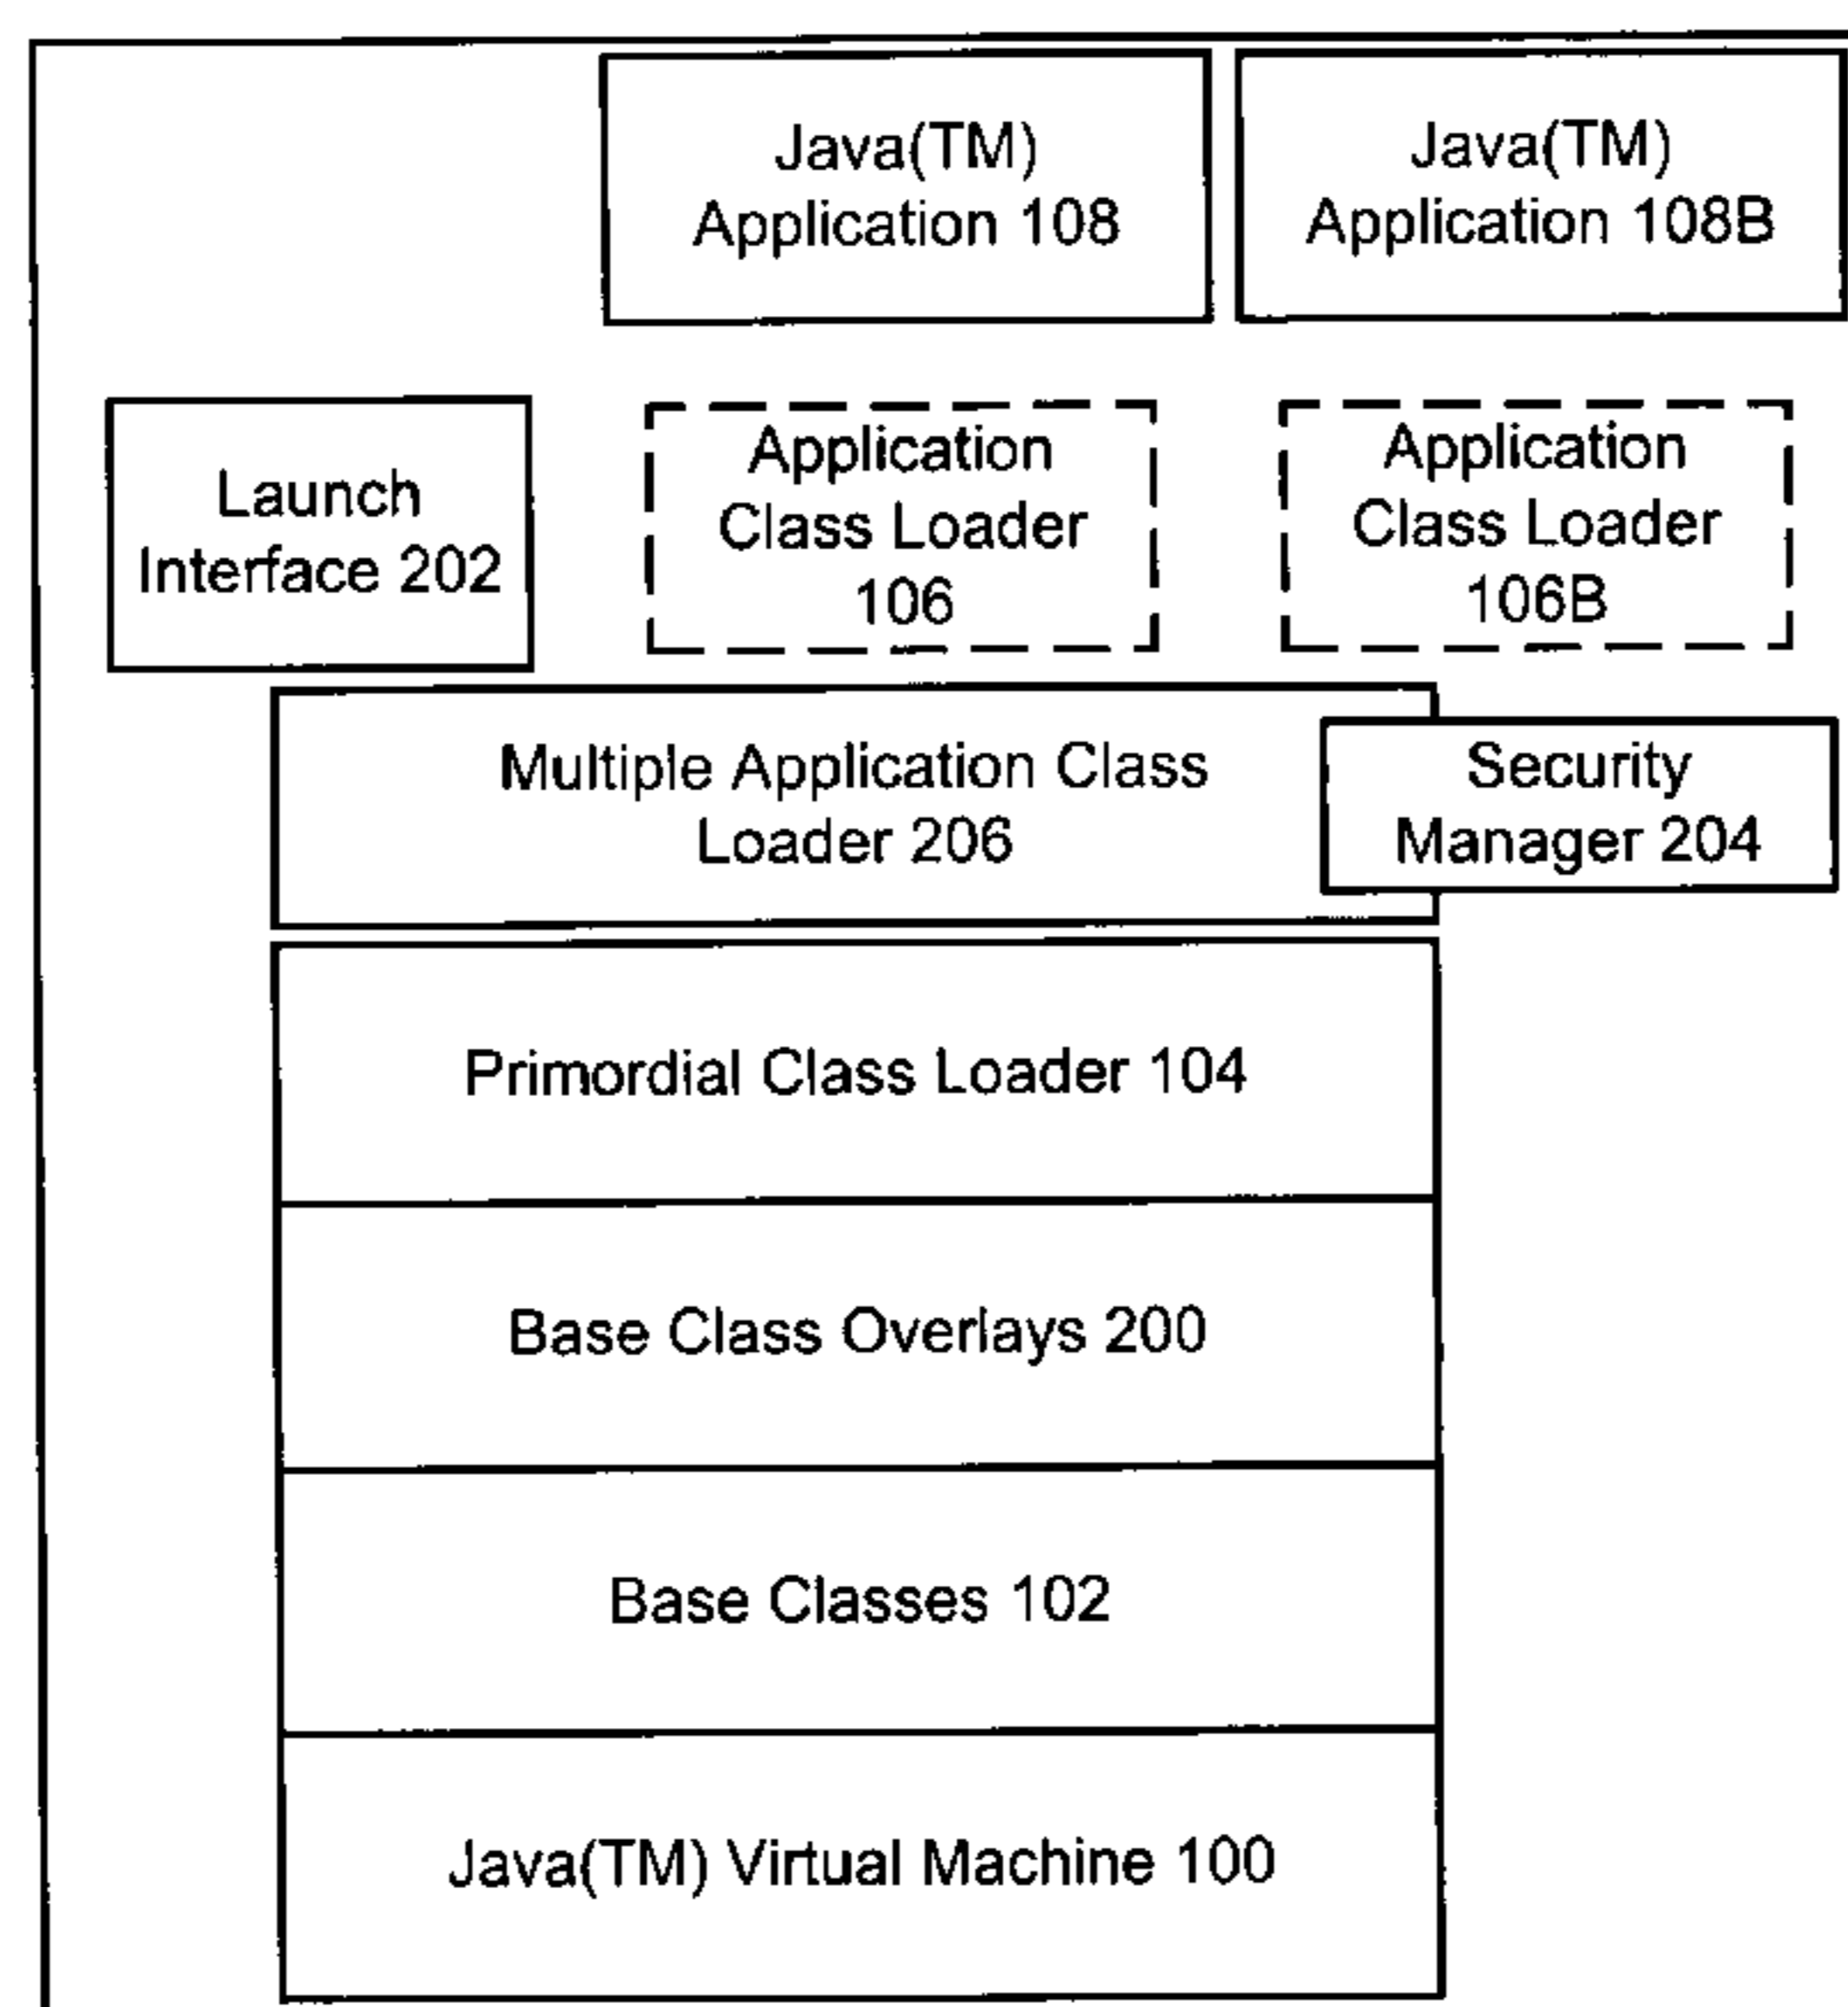 Java(TM)
Application 108
Java(TM)
Application 108B
Launch
Interface 202
Application
Class Loader
106
Application
Class Loader
106B
Multiple Application Class
Loader 206
Security
Manager 204
Primordial Class Loader 104
Base Class Overlays 200
Base Classes 102
Java(TM) Virtual Machine 100